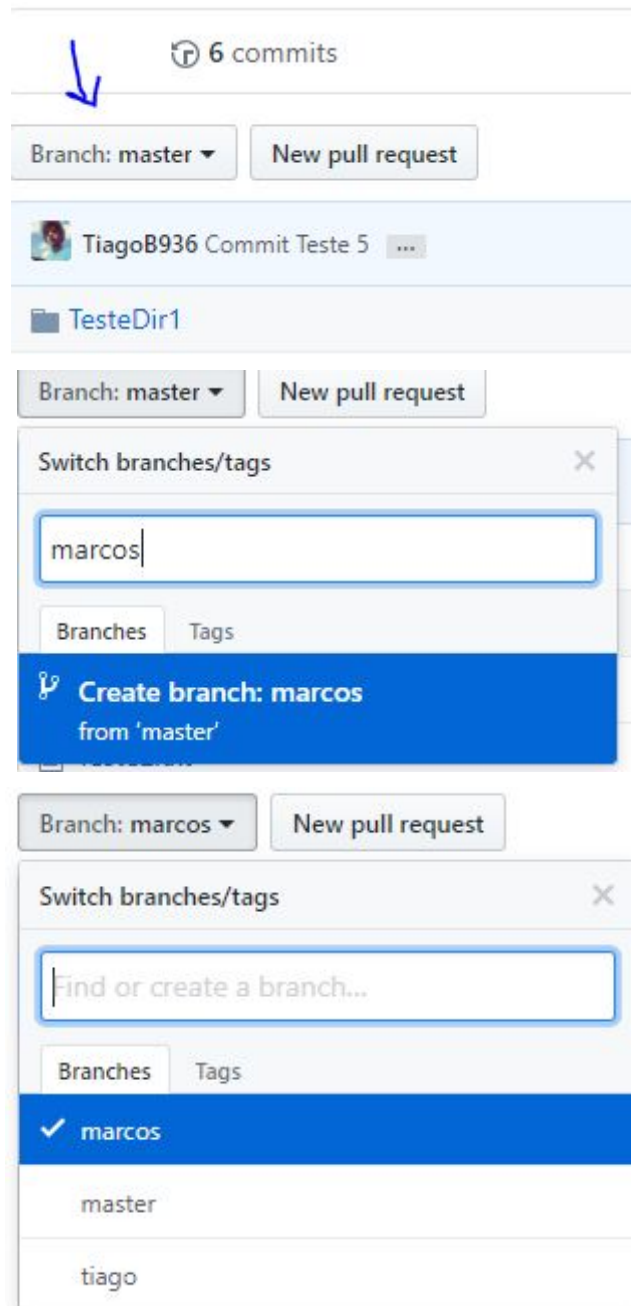 6 commits
Branch: master New pull request
TiagoB936 Commit Teste 5 ...
TesteDir1
Branch: master New pull request
Switch branches/tags
marcos
Branches Tags
Create branch: marcos
from ‘master’
Branch: marcos New pull request
Switch branches/tags
Find or create a branch...
Branches Tags
marcos
master
tiago